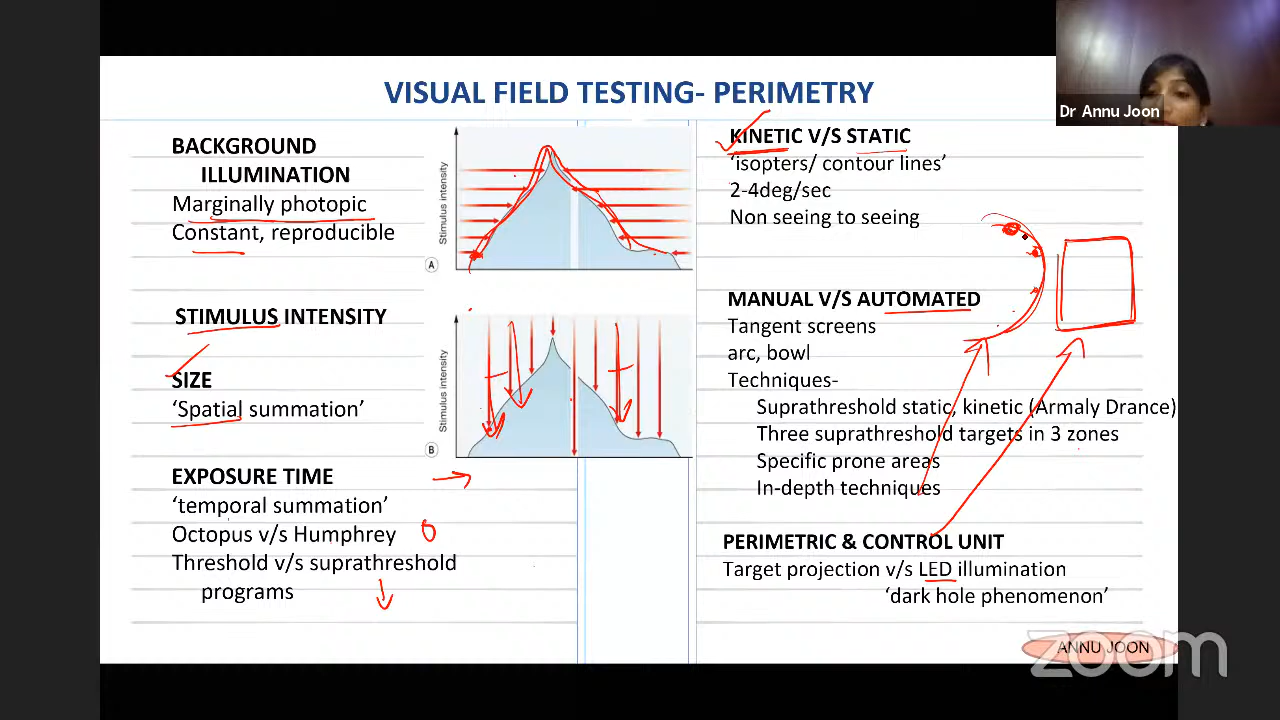 VISUAL FIELD TESTING- PERIMETRY
Dr Annu Joon
BACKGROUND
ILLUMINATION
Marginally photopic
Constant, reproducible
STIMULUS INTENSITY
SIZE
‘Spatial summation’
EXPOSURE TIME
‘temporal summation’
Octopus v/s Humphrey
Threshold v/s suprathreshold
programs
Stimulus intensity
A
Stimulus intensity
B
KINETIC V/S STATIC
‘isopters/ contour lines’
2-4deg/sec
Non seeing to seeing
MANUAL V/S AUTOMATED
Tangent screens
arc, bowl
Techniques-
Suprathreshold static, kinetic (Armaly Drance)
Three suprathreshold targets in 3 zones
Specific prone areas
In-depth techniques
PERIMETRIC & CONTROL UNIT
Target projection v/s LED illumination
‘dark hole phenomenon’
ANNU JOON
zoom